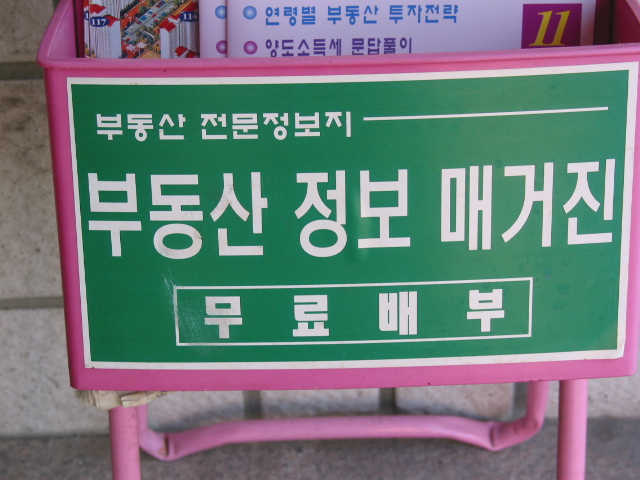 117
114
연령별 부동산 투자전략
양도소득세 문답풀이
11
부동산 전문정보지
부동산 정보 매거진
무료배부